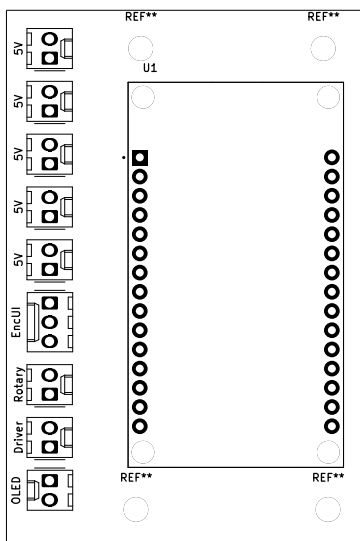 REF** REF**
U1
5V
5V
5V
5V
5V
EncUI
Rotary
Driver
OLED
REF** REF**